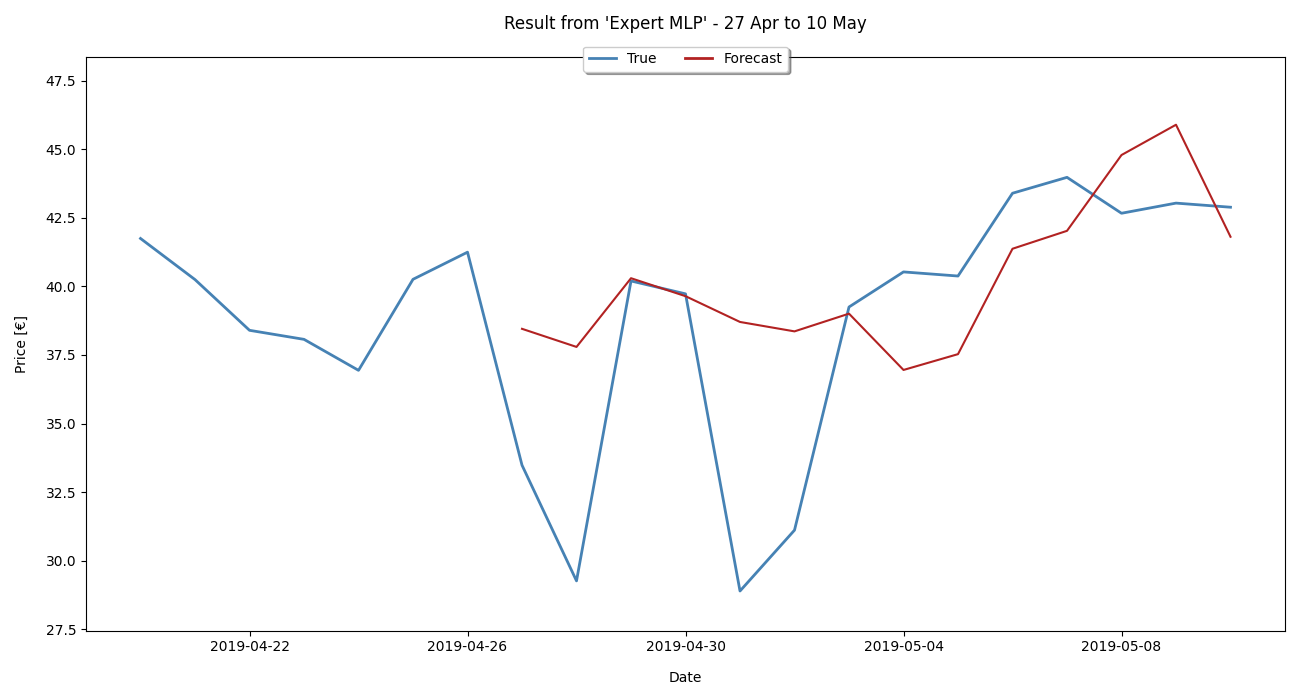 Result from 'Expert MLP' - 27 Apr to 10 May
True Forecast
47.5
45.0
42.5
40.0
37.5
35.0
32.5
30.0
27.5
Price [€]
2019-04-22 2019-04-26 2019-04-30 2019-05-04 2019-05-08
Date